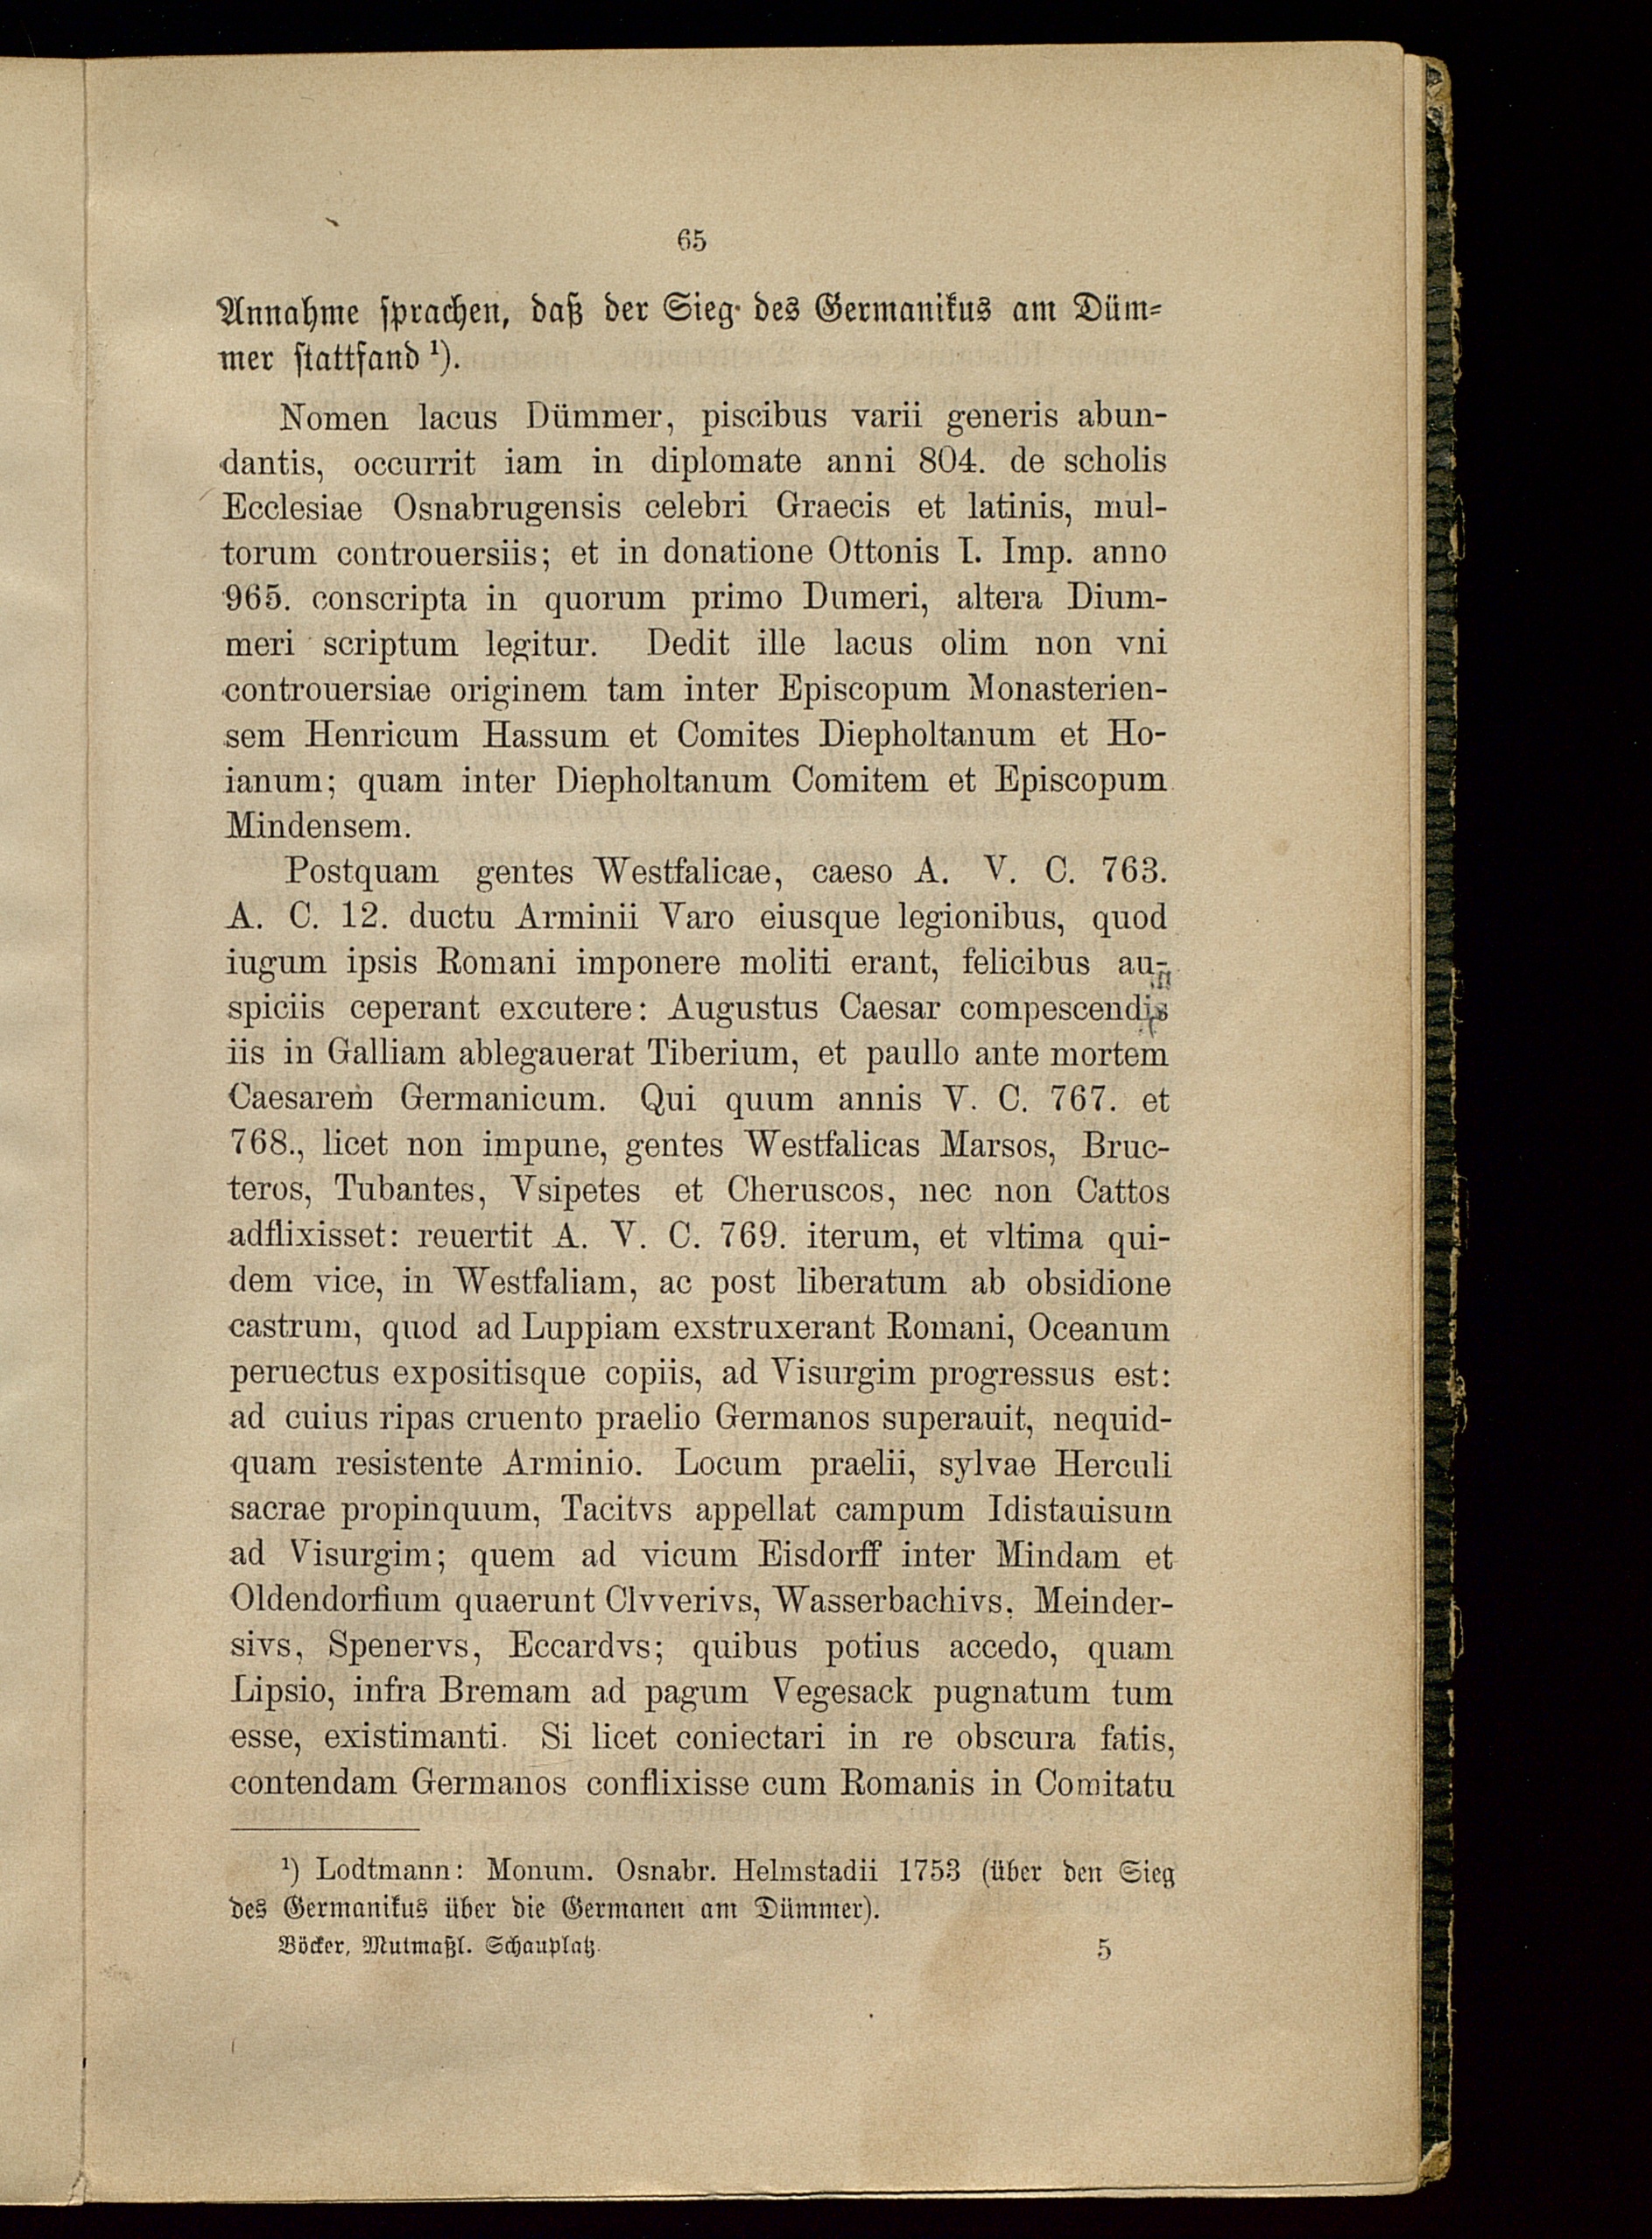 65
Annahme sprachen, daß der Sieg des Germanikus am Düm-
mer stattfand ¹).
Nomen lacus Dümmer, piscibus varii generis abun-
dantis, occurrit iam in diplomate anni 804. de scholis
Ecclesiae Osnabrugensis celebri Graecis et latinis, mul-
torum controuersiis; et in donatione Ottonis I. Imp. anno
965. conscripta in quorum primo Dumeri, altera Dium-
meri scriptum legitur. Dedit ille lacus olim non vni
controuersiae originem tam inter Episcopum Monasterien-
sem Henricum Hassum et Comites Diepholtanum et Ho-
ianum; quam inter Diepholtanum Comitem et Episcopum
Mindensem.
Postquam gentes Westfalicae, caeso A. V. C. 763.
A. C. 12. ductu Arminii Varo eiusque legionibus, quod
iugum ipsis Romani imponere moliti erant, felicibus au-
spiciis ceperant excutere: Augustus Caesar compescendis
iis in Galliam ablegauerat Tiberium, et paullo ante mortem
Caesarem Germanicum. Qui quum annis V. C. 767. et
768., licet non impune, gentes Westfalicas Marsos, Bruc-
teros, Tubantes, Vsipetes et Cheruscos, nec non Cattos
adflixisset: reuertit A. V. C. 769. iterum, et vltima qui-
dem vice, in Westfaliam, ac post liberatum ab obsidione
castrum, quod ad Luppiam exstruxerant Romani, Oceanum
peruectus expositisque copiis, ad Visurgim progressus est:
ad cuius ripas cruento praelio Germanos superauit, nequid-
quam resistente Arminio. Locum praelii, sylvae Herculi
sacrae propinquum, Tacitvs appellat campum Idistauisum
ad Visurgim; quem ad vicum Eisdorff inter Mindam et
Oldendorfium quaerunt Clvverivs, Wasserbachivs, Meinder-
sivs, Spenervs, Eccardvs; quibus potius accedo, quam
Lipsio, infra Bremam ad pagum Vegesack pugnatum tum
esse, existimanti. Si licet coniectari in re obscura fatis,
contendam Germanos conflixisse cum Romanis in Comitatu
¹) Lodtmann: Monum. Osnabr. Helmstadii 1753 (über den Sieg
des Germanikus über die Germanen am Dümmer).
Böcker, Mutmaßl. Schauplatz. 5